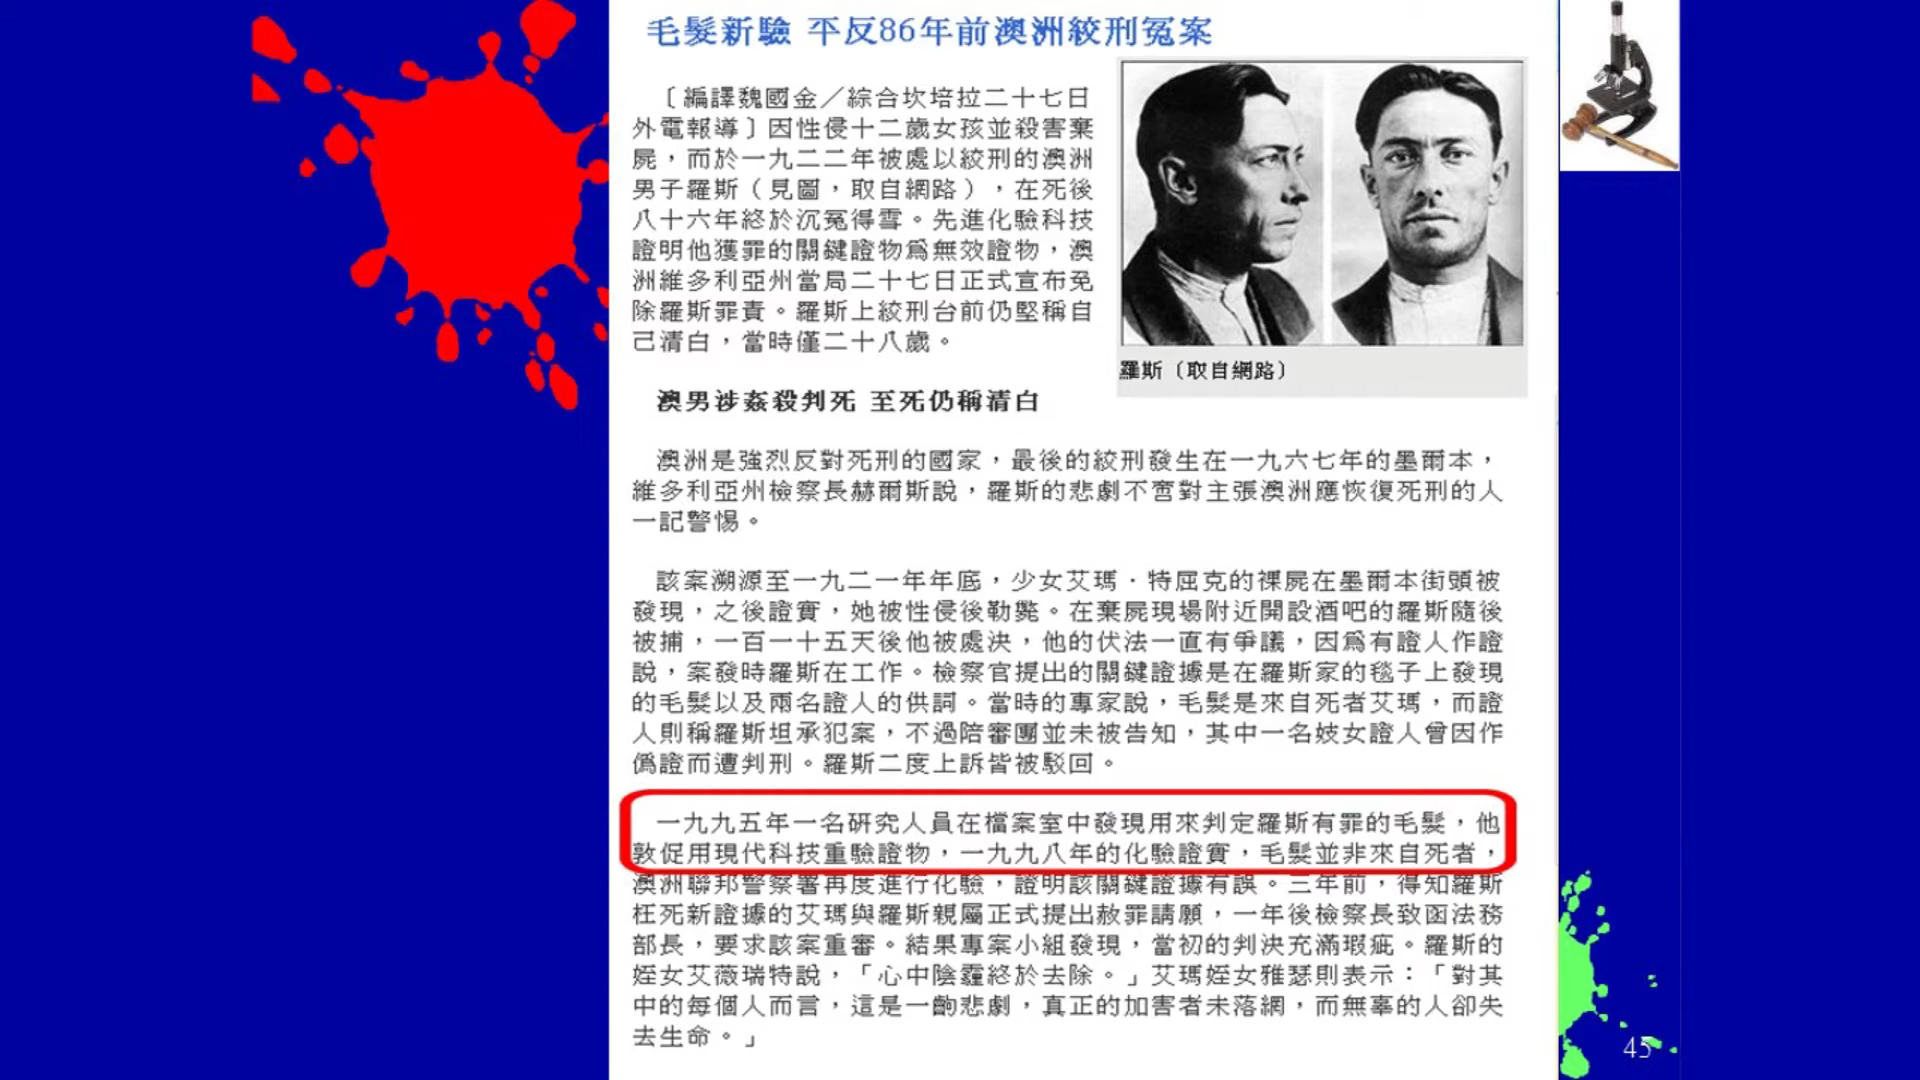 毛髮新驗 平反86年前澳洲絞刑冤案
〔編譯魏國金／綜合坎培拉二十七日
外電報導〕因性侵十二歲女孩並殺害棄
屍，而於一九二二年被處以絞刑的澳洲
男子羅斯（見圖，取自網路），在死後
八十六年終於沉冤得雪。先進化驗科技
證明他獲罪的關鍵證物為無效證物，澳
洲維多利亞州當局二十七日正式宣布免
除羅斯罪責。羅斯上絞刑台前仍堅稱自
己清白，當時僅二十八歲。
羅斯〔取自網路〕
澳男涉姦殺判死 至死仍稱清白
澳洲是強烈反對死刑的國家，最後的絞刑發生在一九六七年的墨爾本，
維多利亞州檢察長赫爾斯說，羅斯的悲劇不啻對主張澳洲應恢復死刑的人
一記警惕。
該案溯源至一九二一年年底，少女艾瑪．特屈克的裸屍在墨爾本街頭被
發現，之後證實，她被性侵後勒斃。在棄屍現場附近開設酒吧的羅斯隨後
被捕，一百一十五天後他被處決，他的伏法一直有爭議，因為有證人作證
說，案發時羅斯在工作。檢察官提出的關鍵證據是在羅斯家的毯子上發現
的毛髮以及兩名證人的供詞。當時的專家說，毛髮是來自死者艾瑪，而證
人則稱羅斯坦承犯案，不過陪審團並未被告知，其中一名妓女證人曾因作
偽證而遭判刑。羅斯二度上訴皆被駁回。
一九九五年一名研究人員在檔案室中發現用來判定羅斯有罪的毛髮，他
敦促用現代科技重驗證物，一九九八年的化驗證實，毛髮並非來自死者，
澳洲聯邦警察署再度進行化驗，證明該關鍵證據有誤。三年前，得知羅斯
枉死新證據的艾瑪與羅斯親屬正式提出赦罪請願，一年後檢察長致函法務
部長，要求該案重審。結果專案小組發現，當初的判決充滿瑕疵。羅斯的
姪女艾薇瑞特說，「心中陰霾終於去除。」艾瑪姪女雅瑟則表示：「對其
中的每個人而言，這是一齣悲劇，真正的加害者未落網，而無辜的人卻失
去生命。」
45